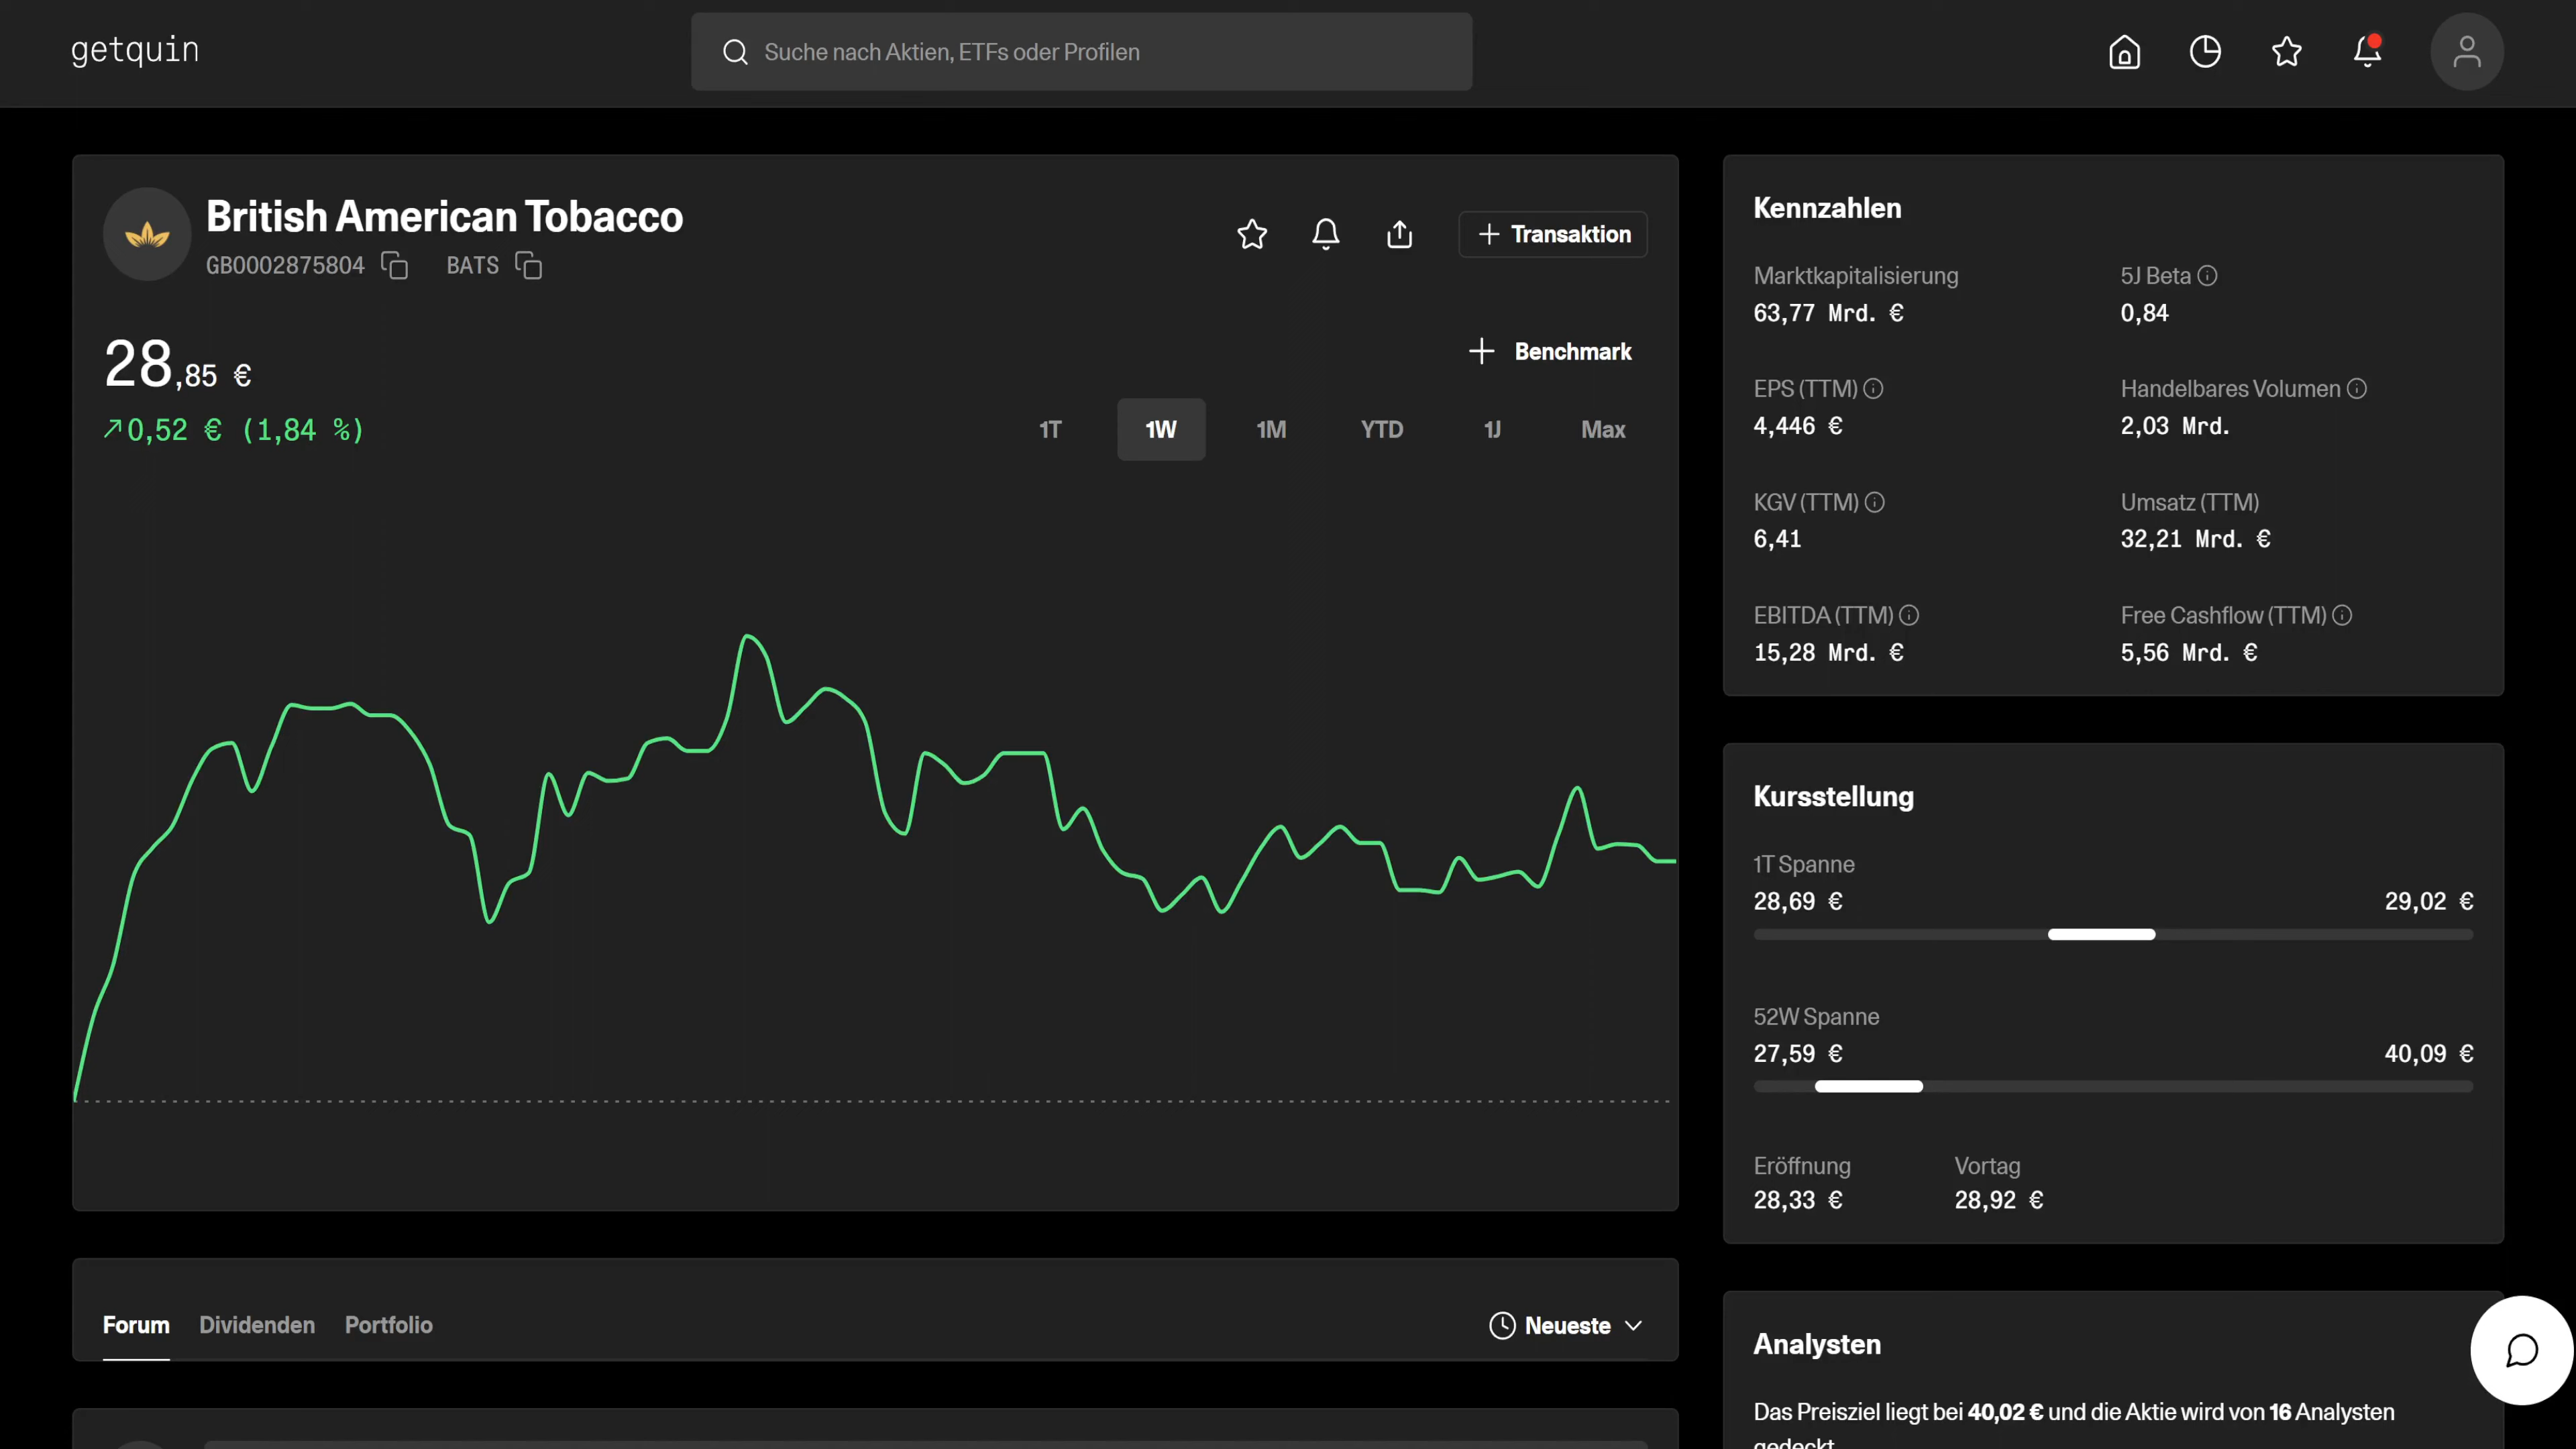 getquin
Suche nach Aktien, ETFs oder Profilen
British American Tobacco
GB0002875804 BATS
Transaktion
28,85 €
0,52 € (1,84 %)
Benchmark
1T 1W 1M YTD 1J Max
Forum Dividenden Portfolio
Neueste
Kennzahlen
Marktkapitalisierung 5J Beta
63,77 Mrd. € 0,84
EPS (TTM) Handelbares Volumen
4,446 € 2,03 Mrd.
KGV (TTM) Umsatz (TTM)
6,41 32,21 Mrd. €
EBITDA (TTM) Free Cashflow (TTM)
15,28 Mrd. € 5,56 Mrd. €
Kursstellung
1T Spanne
28,69 € 29,02 €
52W Spanne
27,59 € 40,09 €
Eröffnung Vortag
28,33 € 28,92 €
Analysten
Das Preisziel liegt bei 40,02 € und die Aktie wird von 16 Analysten
gedeckt